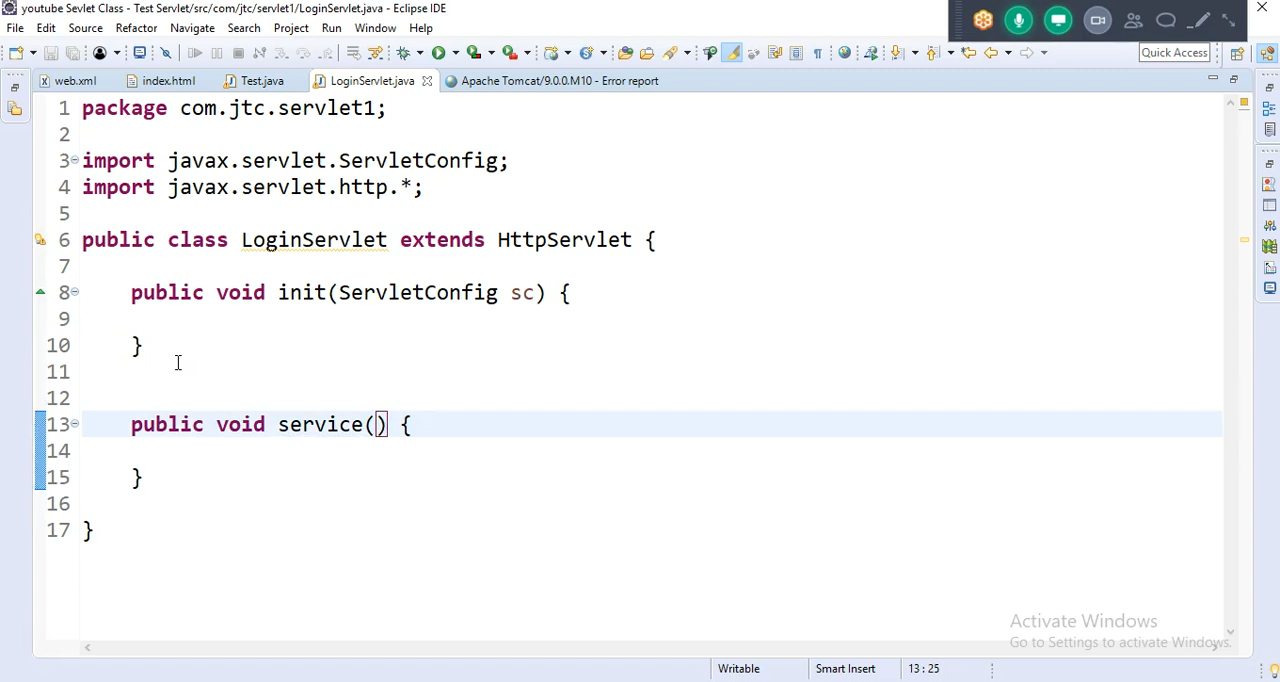 youtube Sevlet Class - Test Servlet/src/com/jtc/servlet1/LoginServlet.java - Eclipse IDE
File Edit Source Refactor Navigate Search Project Run Window Help
Quick Access
web.xml index.html Test.java LoginServlet.java Apache Tomcat/9.0.0.M10 - Error report
1 package com.jtc.servlet1;
2
3 import javax.servlet.ServletConfig;
4 import javax.servlet.http.*;
5
6 public class LoginServlet extends HttpServlet {
7
8 public void init(ServletConfig sc) {
9
10 }
11
12
13 public void service() {
14
15 }
16
17 }
Activate Windows
Go to Settings to activate Windows.
Writable Smart Insert 13 : 25